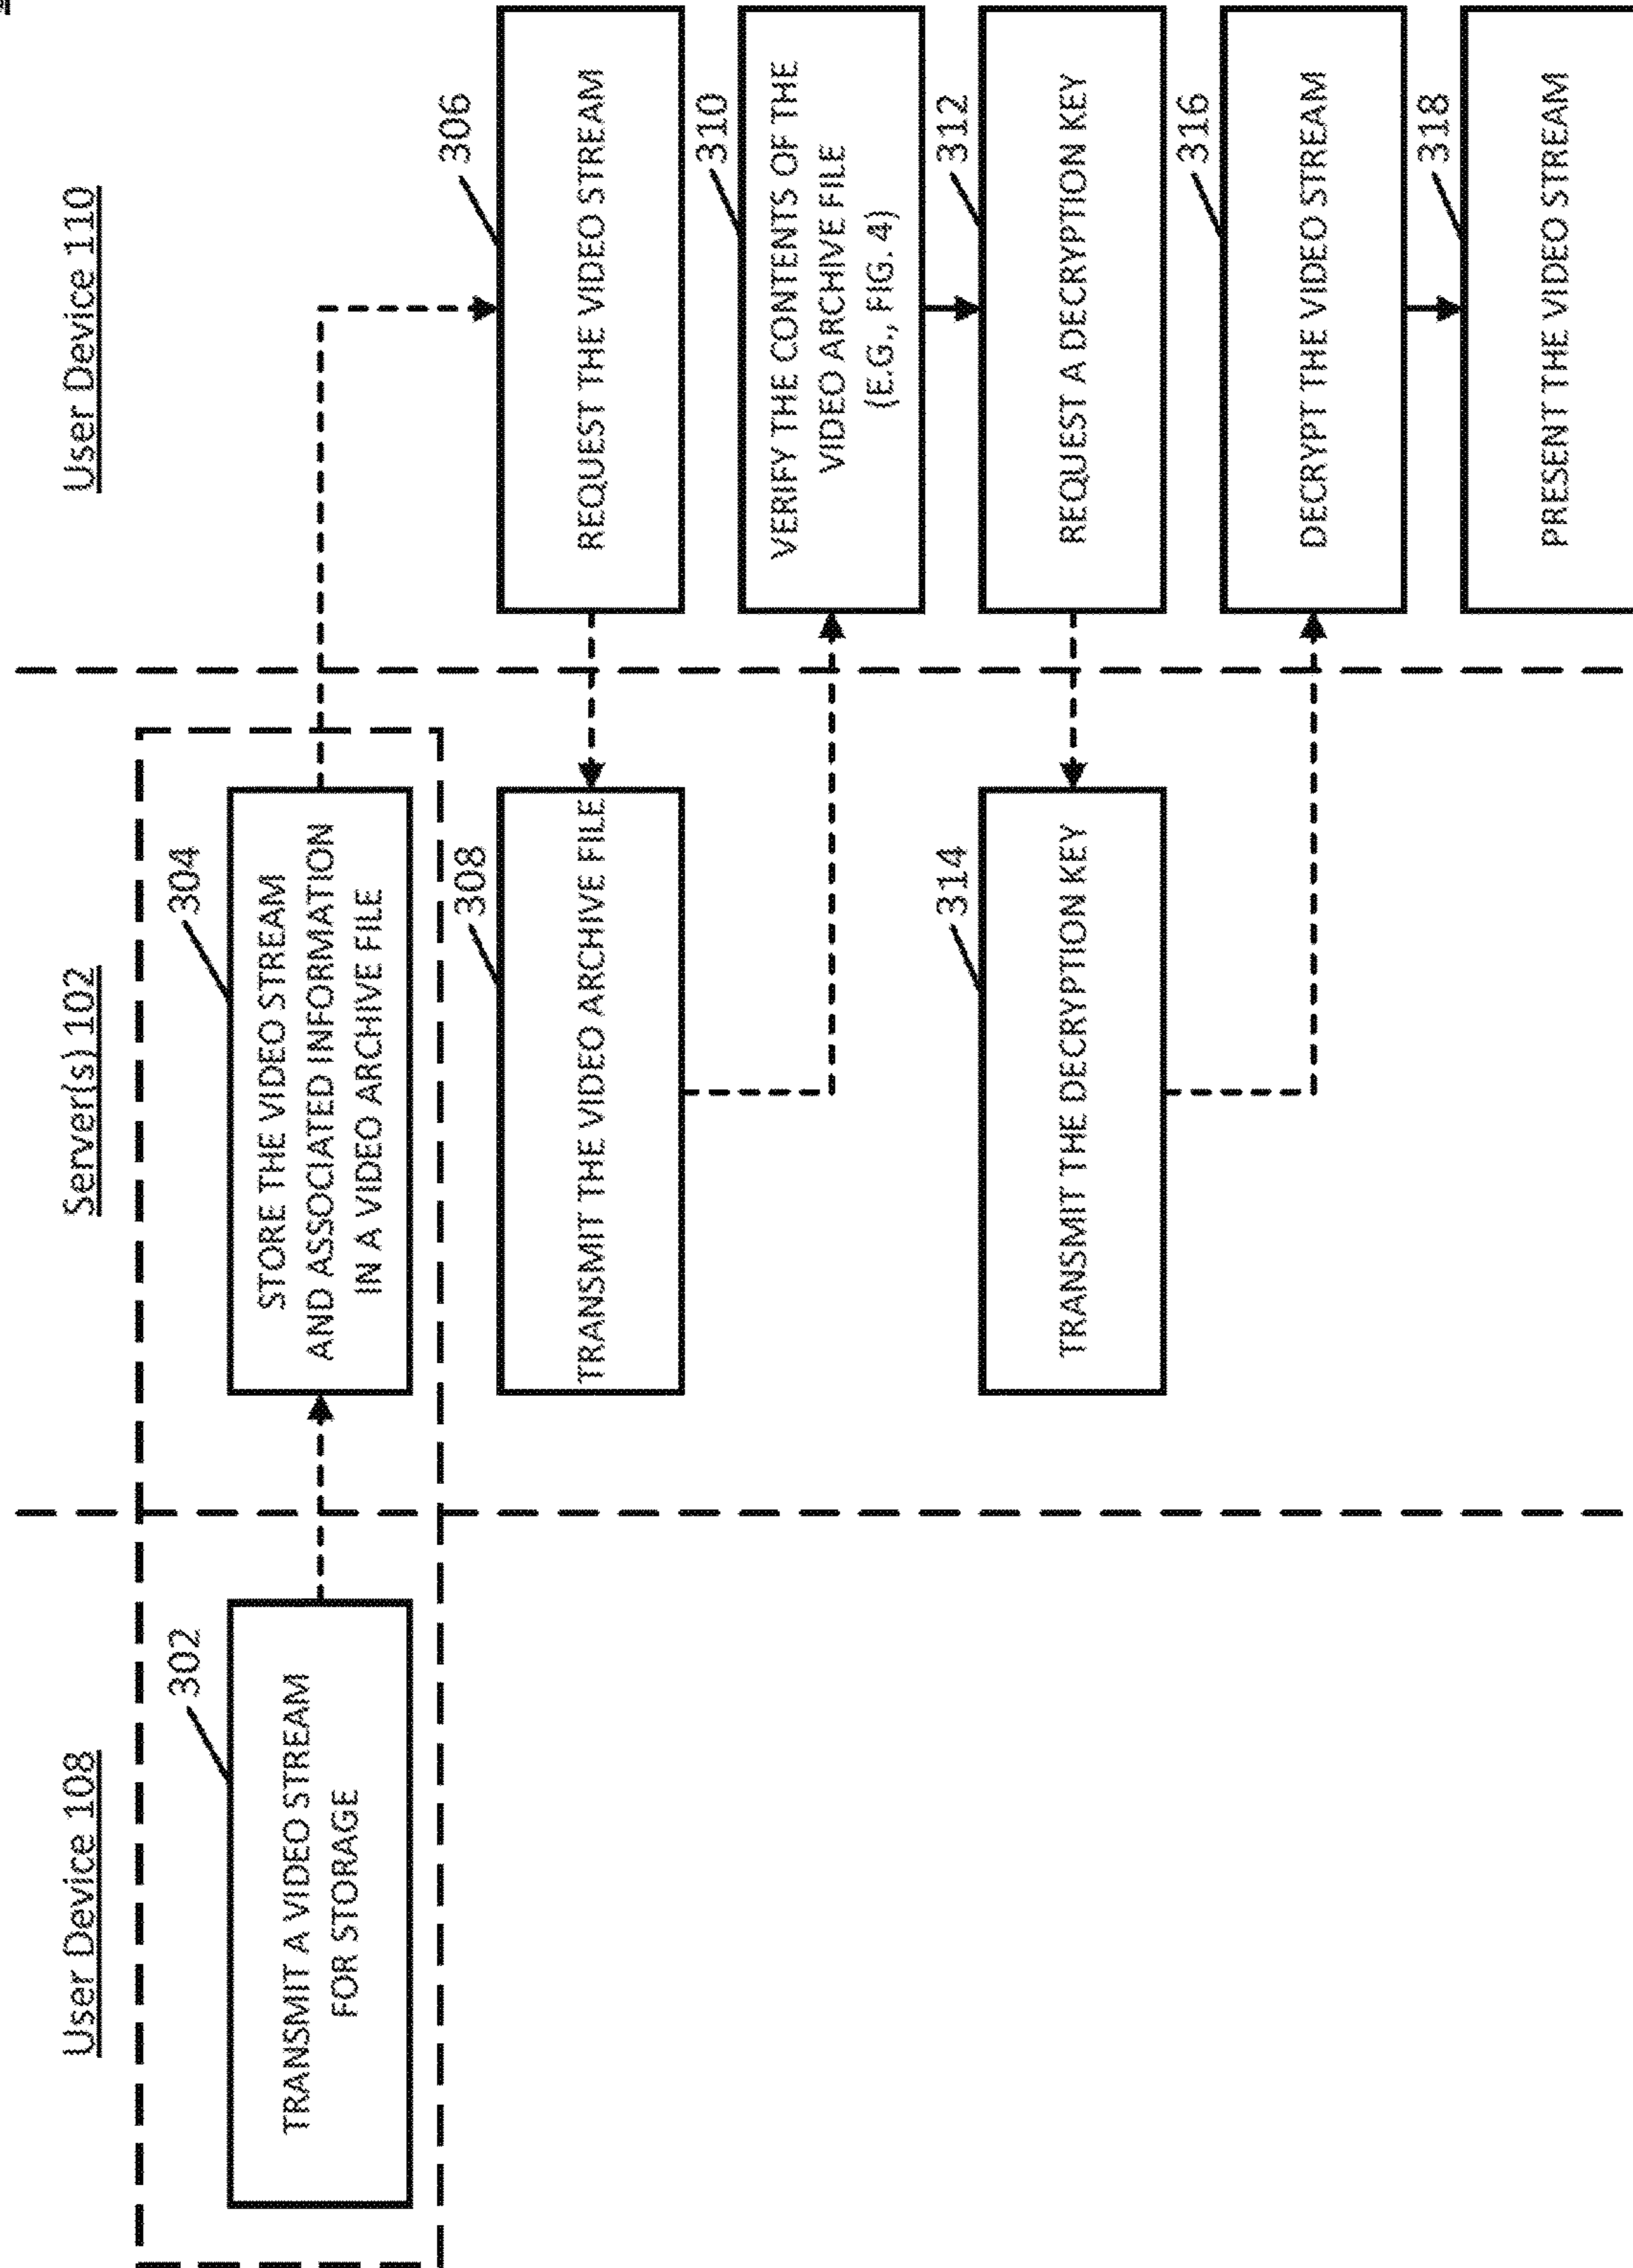 User Device 108
Server(s) 102
User Device 110
302
TRANSMIT A VIDEO STREAM
FOR STORAGE
304
STORE THE VIDEO STREAM
AND ASSOCIATED INFORMATION
IN A VIDEO ARCHIVE FILE
306
REQUEST THE VIDEO STREAM
308
TRANSMIT THE VIDEO ARCHIVE FILE
310
VERIFY THE CONTENTS OF THE
VIDEO ARCHIVE FILE
(E.G., FIG. 4)
312
REQUEST A DECRYPTION KEY
314
TRANSMIT THE DECRYPTION KEY
316
DECRYPT THE VIDEO STREAM
318
PRESENT THE VIDEO STREAM